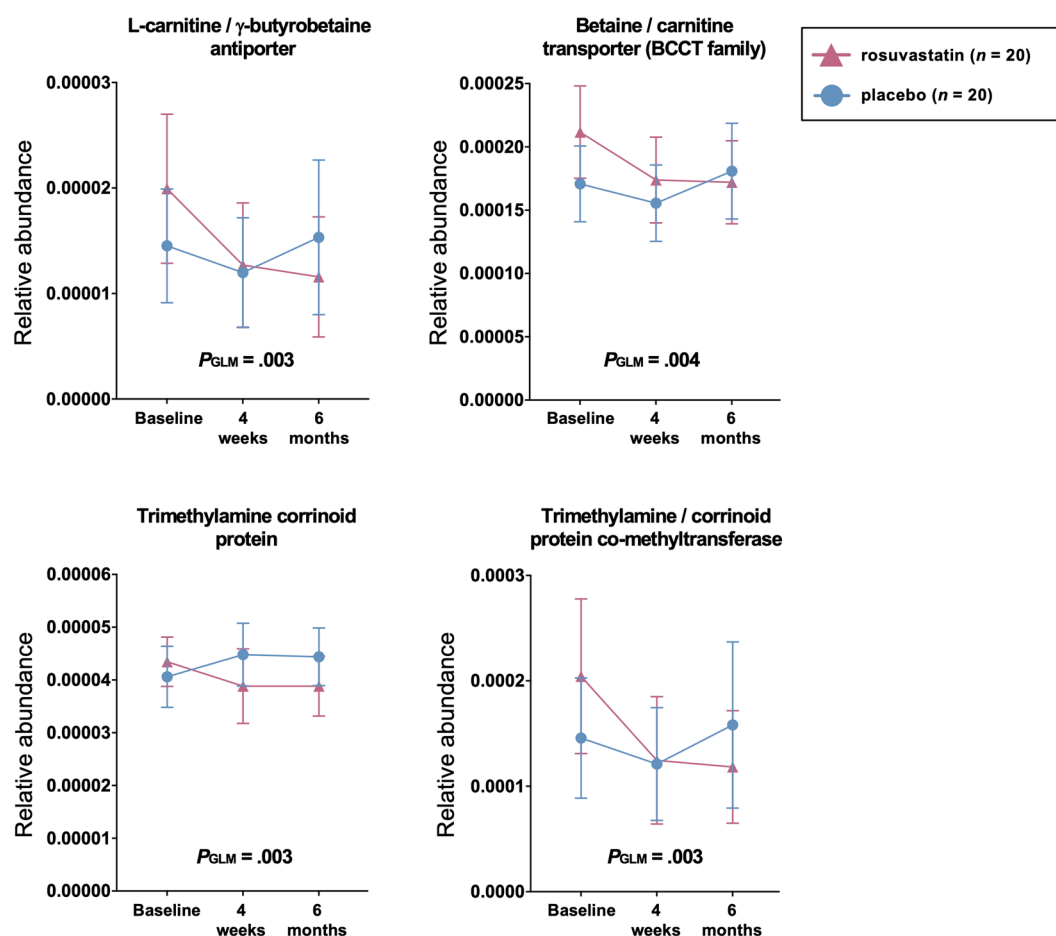 L-carnitine / γ-butyrobetaine
antiporter
Relative abundance
0.00003
0.00002
0.00001
0.00000
PGLM = .003
Baseline
4
weeks
6
months
Betaine / carnitine
transporter (BCCT family)
Relative abundance
0.00025
0.00020
0.00015
0.00010
0.00005
0.00000
PGLM = .004
Baseline
4
weeks
6
months
rosuvastatin (n = 20)
placebo (n = 20)
Trimethylamine corrinoid
protein
Relative abundance
0.00006
0.00005
0.00004
0.00003
0.00002
0.00001
0.00000
PGLM = .003
Baseline
4
weeks
6
months
Trimethylamine / corrinoid
protein co-methyltransferase
Relative abundance
0.0003
0.0002
0.0001
0.0000
PGLM = .003
Baseline
4
weeks
6
months